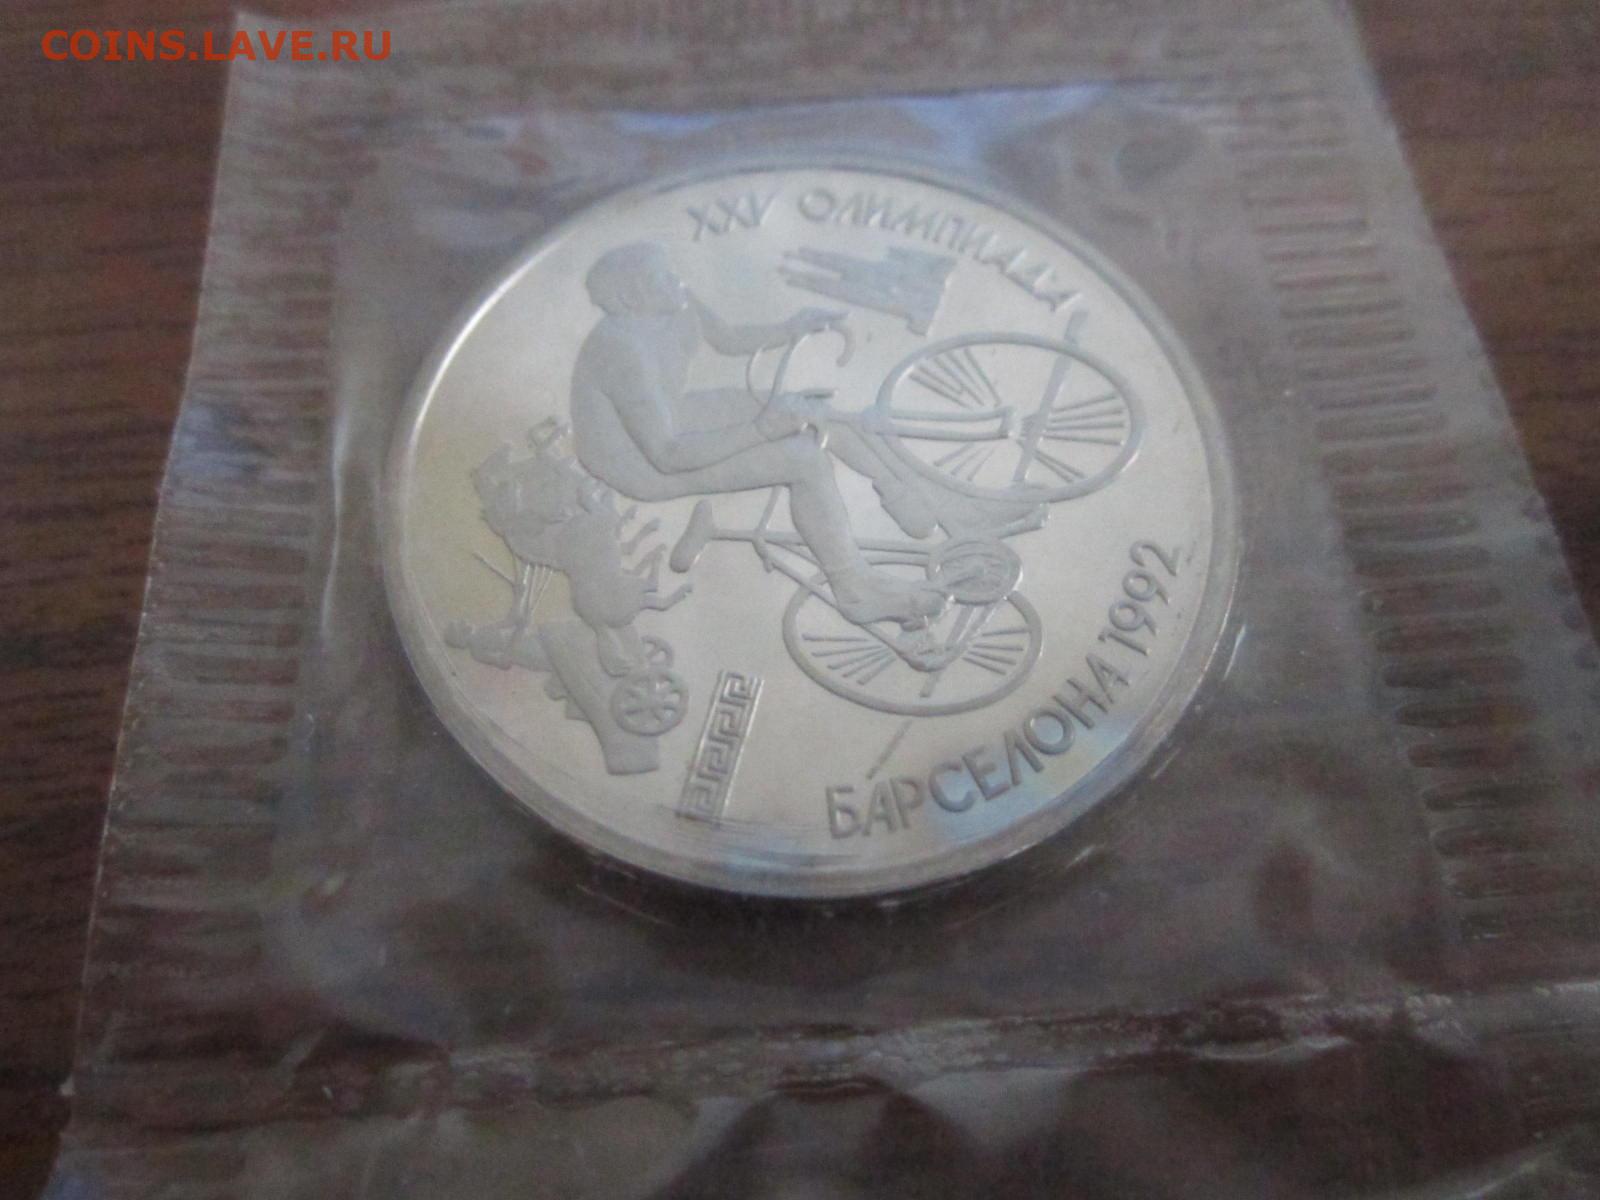 COINS.LAVE.RU
XXV ОЛИМПИАДА
БАРСЕЛОНА 1992